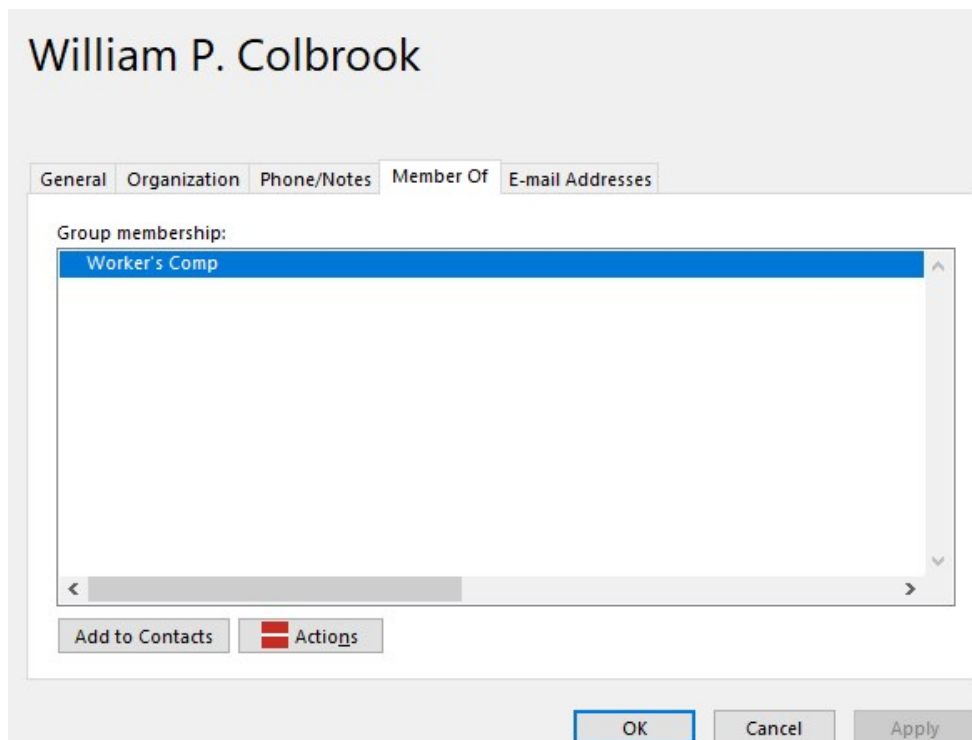 William P. Colbrook
General Organization Phone/Notes Member Of E-mail Addresses
Group membership:
Worker's Comp
Add to Contacts Actions
OK Cancel Apply